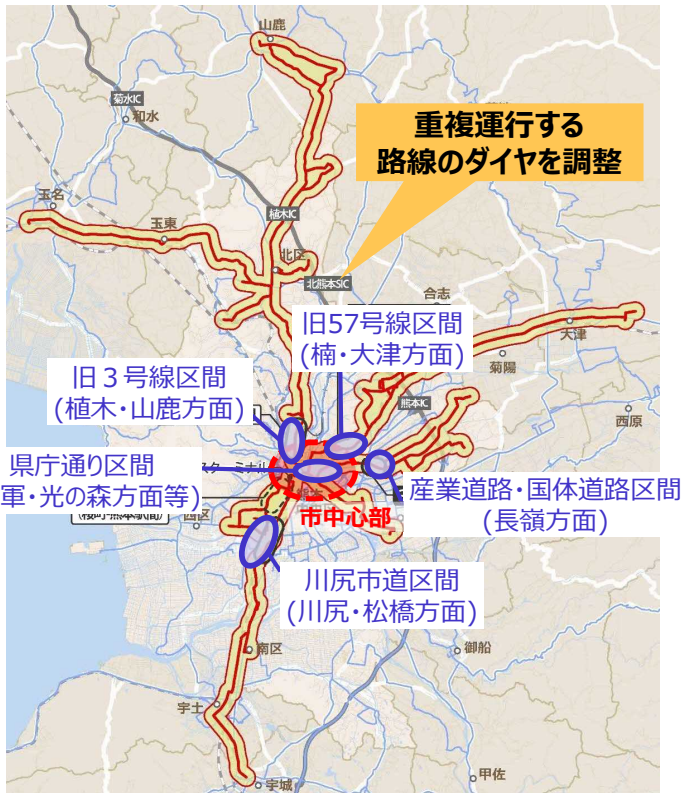 山鹿
菊水IC
和水
重複運行する
路線のダイヤを調整
玉名
玉東
植木IC
北区
北熊本SIC
合志
旧57号線区間
(楠・大津方面)
大津
菊陽
旧３号線区間
(植木・山鹿方面)
熊本IC
西原
県庁通り区間
軍・光の森方面等)
産業道路・国体道路区間
(長嶺方面)
市中心部
西区
川尻市道区間
(川尻・松橋方面)
南区
御船
宇土
宇城
甲佐